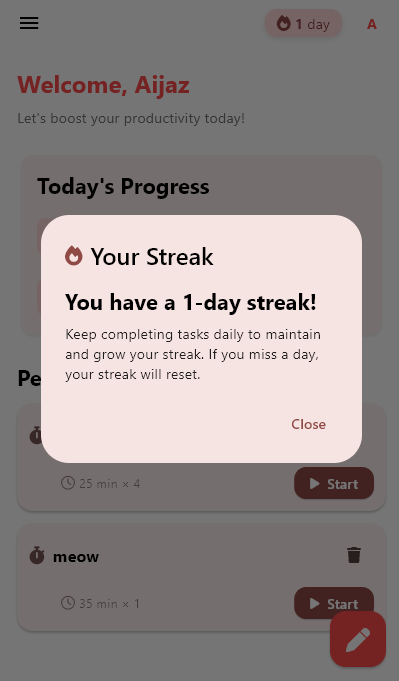 1 day
A
Welcome, Aijaz
Let's boost your productivity today!
Today's Progress
Your Streak
You have a 1-day streak!
Keep completing tasks daily to maintain
and grow your streak. If you miss a day,
your streak will reset.
Close
Pe
25 min × 4
Start
meow
35 min × 1
Start